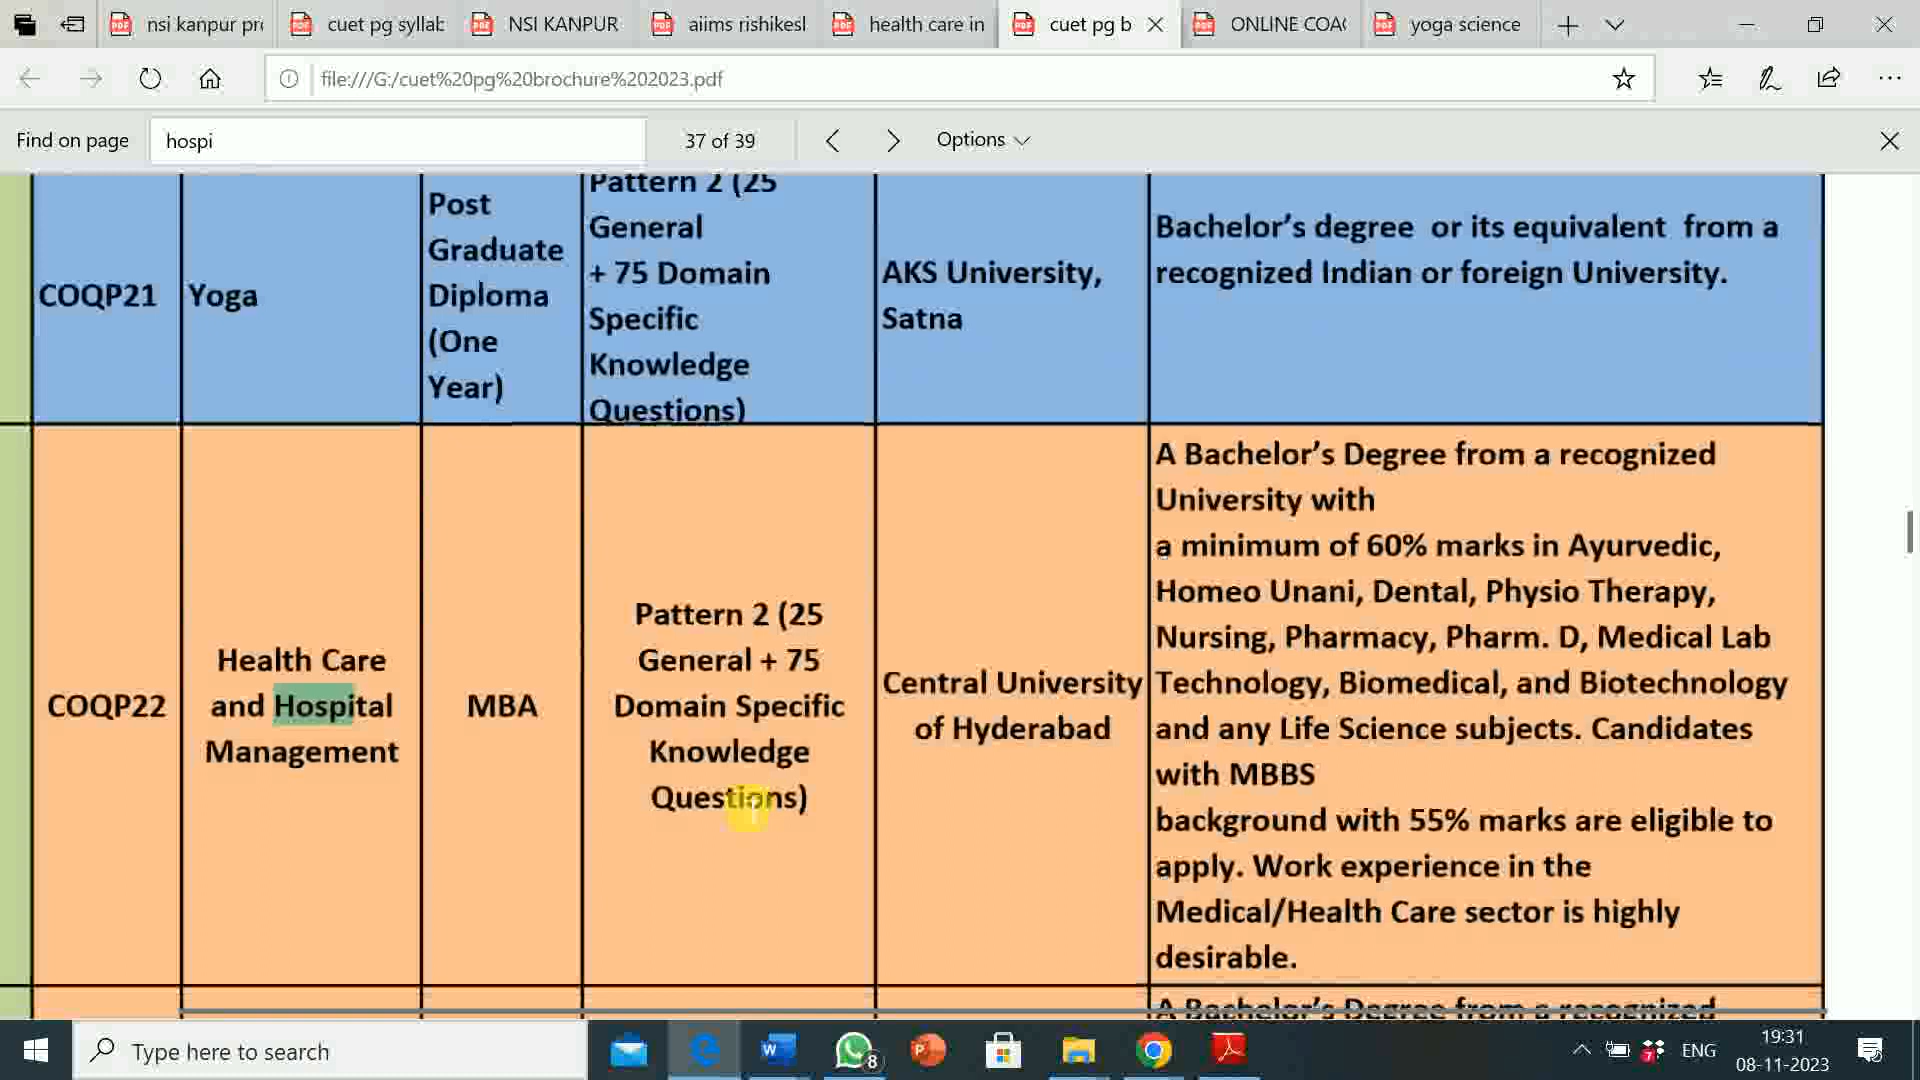 nsi kanpur pr
cuet pg syllab
NSI KANPUR
aiims rishikesl
health care in
cuet pg b
ONLINE COA
yoga science
file:///G:/cuet%20pg%20brochure%202023.pdf
Find on page
hospi
37 of 39
Options
COQP21
Yoga
Post
Graduate
Diploma
(One
Year)
Pattern 2 (25
General
+ 75 Domain
Specific
Knowledge
Questions)
AKS University,
Satna
Bachelor's degree or its equivalent from a
recognized Indian or foreign University.
COQP22
Health Care
and Hospital
Management
MBA
Pattern 2 (25
General + 75
Domain Specific
Knowledge
Questions)
Central University
of Hyderabad
A Bachelor's Degree from a recognized
University with
a minimum of 60% marks in Ayurvedic,
Homeo Unani, Dental, Physio Therapy,
Nursing, Pharmacy, Pharm. D, Medical Lab
Technology, Biomedical, and Biotechnology
and any Life Science subjects. Candidates
with MBBS
background with 55% marks are eligible to
apply. Work experience in the
Medical/Health Care sector is highly
desirable.
A Bachelor's Degree from a recognized
Type here to search
8
7
ENG
19:31
08-11-2023